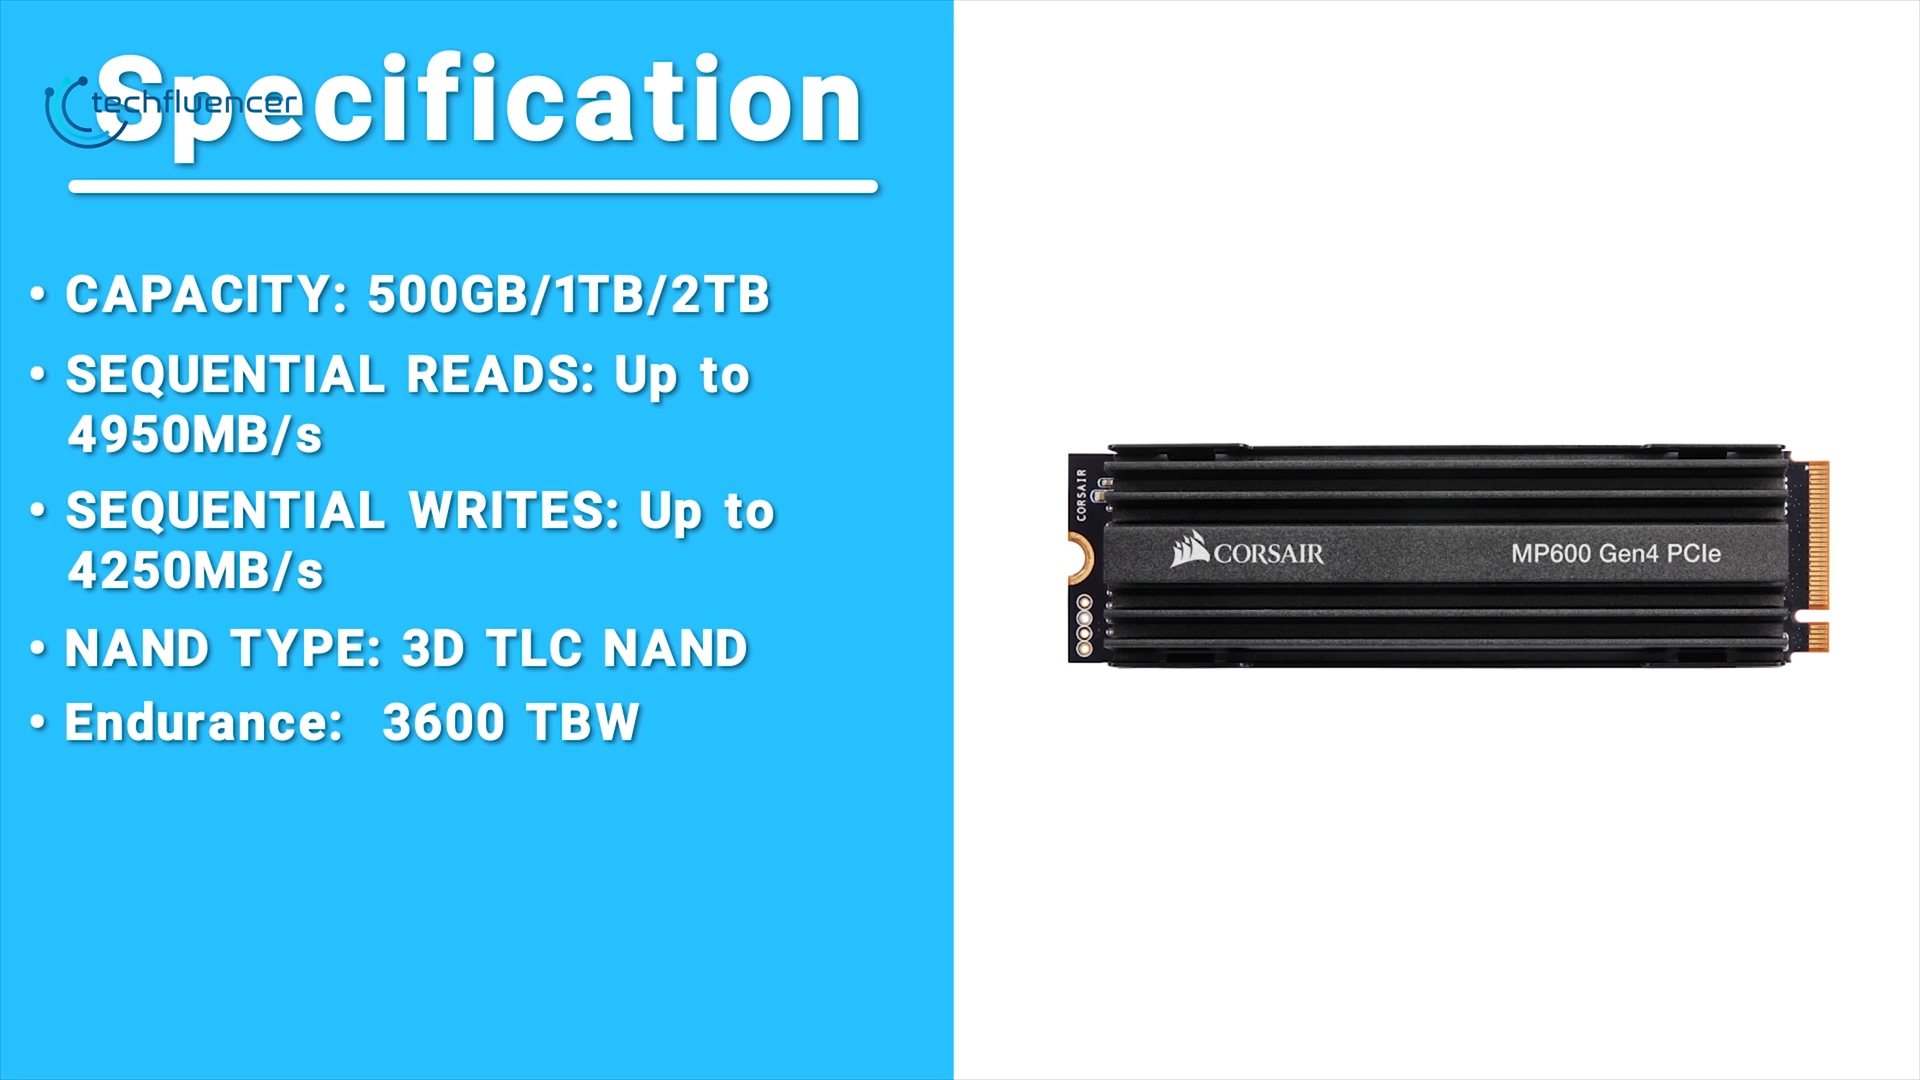 Specification
techfluencer
• CAPACITY: 500GB/1TB/2TB
• SEQUENTIAL READS: Up to
4950MB/s
• SEQUENTIAL WRITES: Up to
4250MB/s
• NAND TYPE: 3D TLC NAND
• Endurance: 3600 TBW
CORSAIR
CORSAIR
MP600 Gen4 PCIe